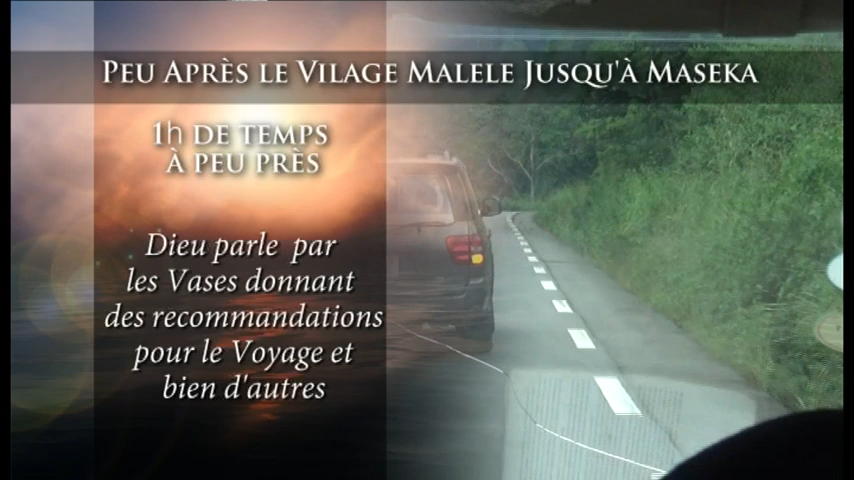 Peu Après le Vilage Malele Jusqu'à Maseka
1h de temps
à peu près
Dieu parle par
les Vases donnant
des recommandations
pour le Voyage et
bien d'autres